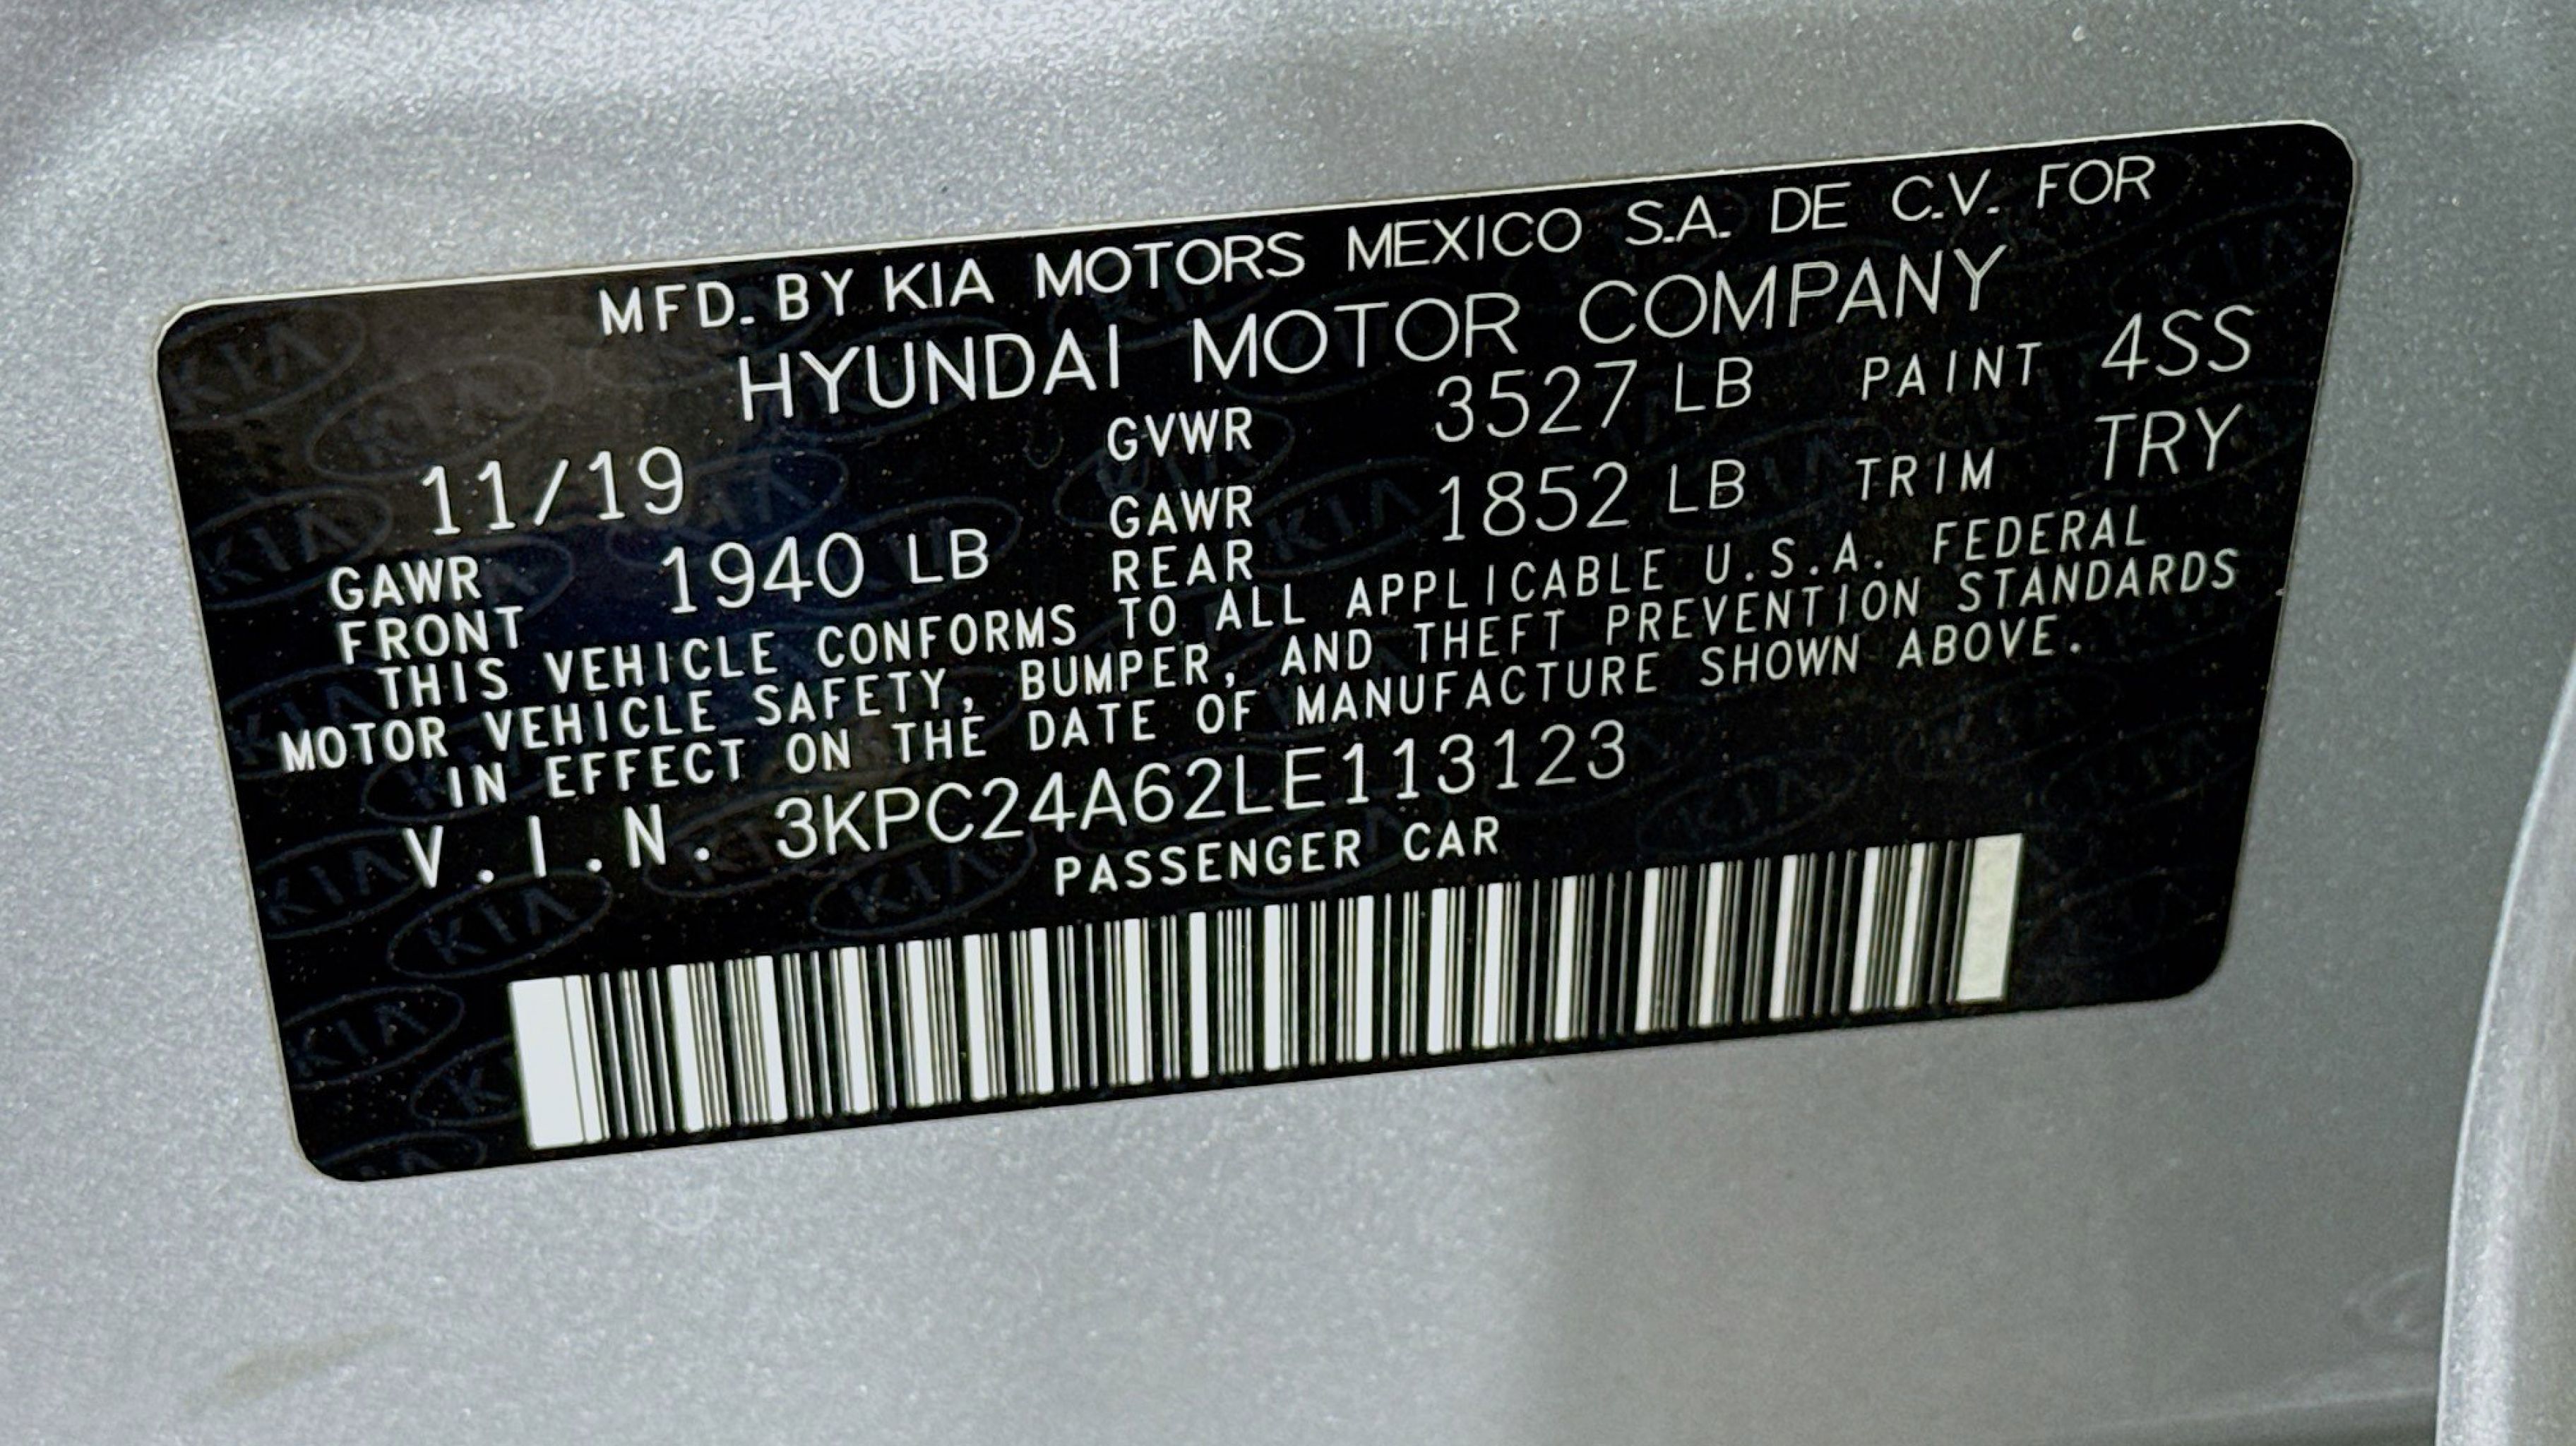 MFD. BY KIA MOTORS MEXICO S.A. DE C.V. FOR
HYUNDAI MOTOR COMPANY
11/19 GVWR 3527 LB PAINT 4SS
GAWR FRONT 1940 LB GAWR REAR 1852 LB TRIM TRY
THIS VEHICLE CONFORMS TO ALL APPLICABLE U.S.A. FEDERAL
MOTOR VEHICLE SAFETY, BUMPER, AND THEFT PREVENTION STANDARDS
IN EFFECT ON THE DATE OF MANUFACTURE SHOWN ABOVE.
V.I.N. 3KPC24A62LE113123
PASSENGER CAR